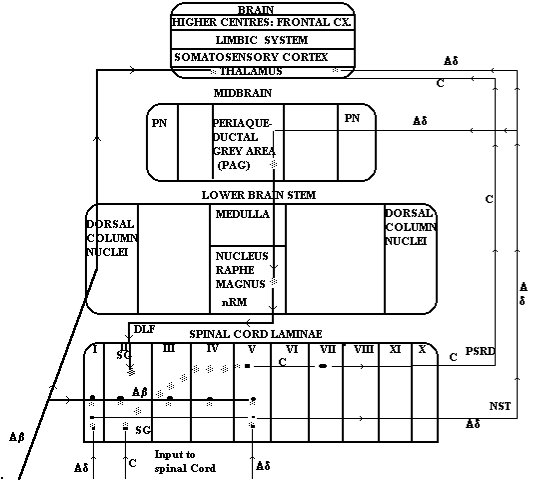 BRAIN
HIGHER CENTRES: FRONTAL CX.
LIMBIC SYSTEM
SOMATOSENSORY CORTEX
THALAMUS
Aδ
C
MIDBRAIN
PN
PERIAQUE-
DUCTAL
GREY AREA
(PAG)
PN
Aδ
LOWER BRAIN STEM
C
DORSAL
COLUMN
NUCLEI
MEDULLA
DORSAL
COLUMN
NUCLEI
NUCLEUS
RAPHE
MAGNUS
nRM
A
δ
DLF
SPINAL CORD LAMINAE
I II III IV V VI VII VIII XI X
SG
C
C
PSRD
Aβ
NST
Aδ
SG
Aβ
Aδ
C
Input to
spinal Cord
Aδ